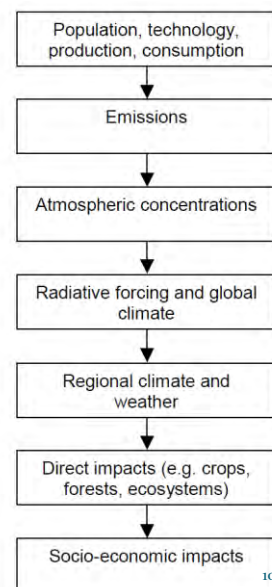 Population, technology,
production, consumption
Emissions
Atmospheric concentrations
Radiative forcing and global
climate
Regional climate and
weather
Direct impacts (e.g. crops,
forests, ecosystems)
Socio-economic impacts